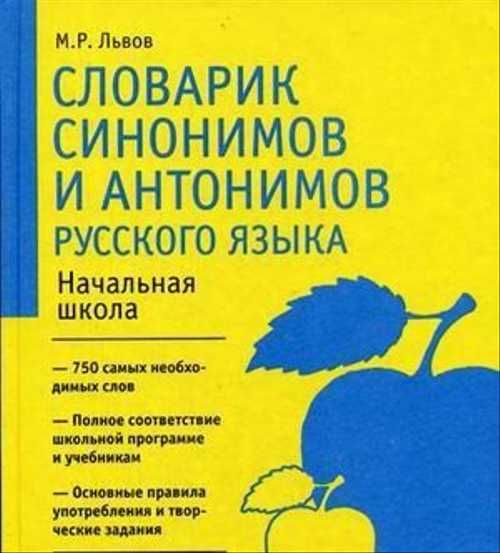 М.Р. Львов
СЛОВАРИК
СИНОНИМОВ
И АНТОНИМОВ
РУССКОГО ЯЗЫКА
Начальная
школа
— 750 самых необхо-
димых слов
— Полное соответствие
школьной программе
и учебникам
— Основные правила
употребления и твор-
ческие задания